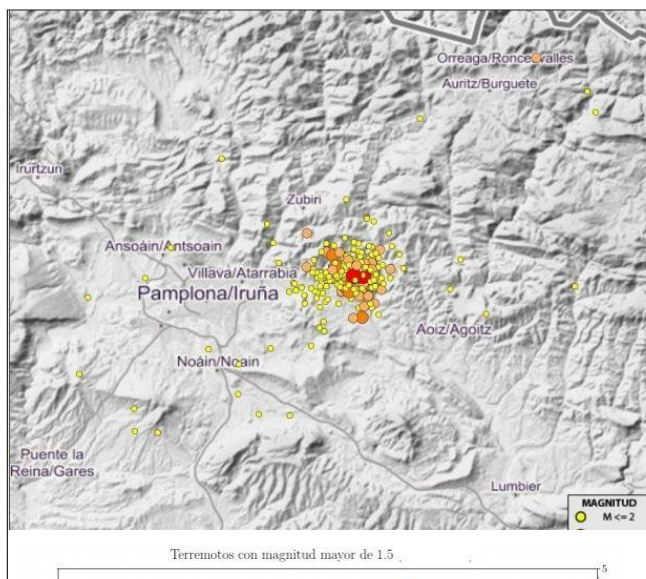 Orreaga/Roncesvalles
Auritz/Burguete
Irurtzun
Zubiri
Ansoáin/Antsoain
Villava/Atarrabia
Pamplona/Iruña
Aoiz/Agoitz
Noáin/Noain
Puente la
Reina/Gares
Lumbier
MAGNITUD
M <= 2
Terremotos con magnitud mayor de 1.5
5